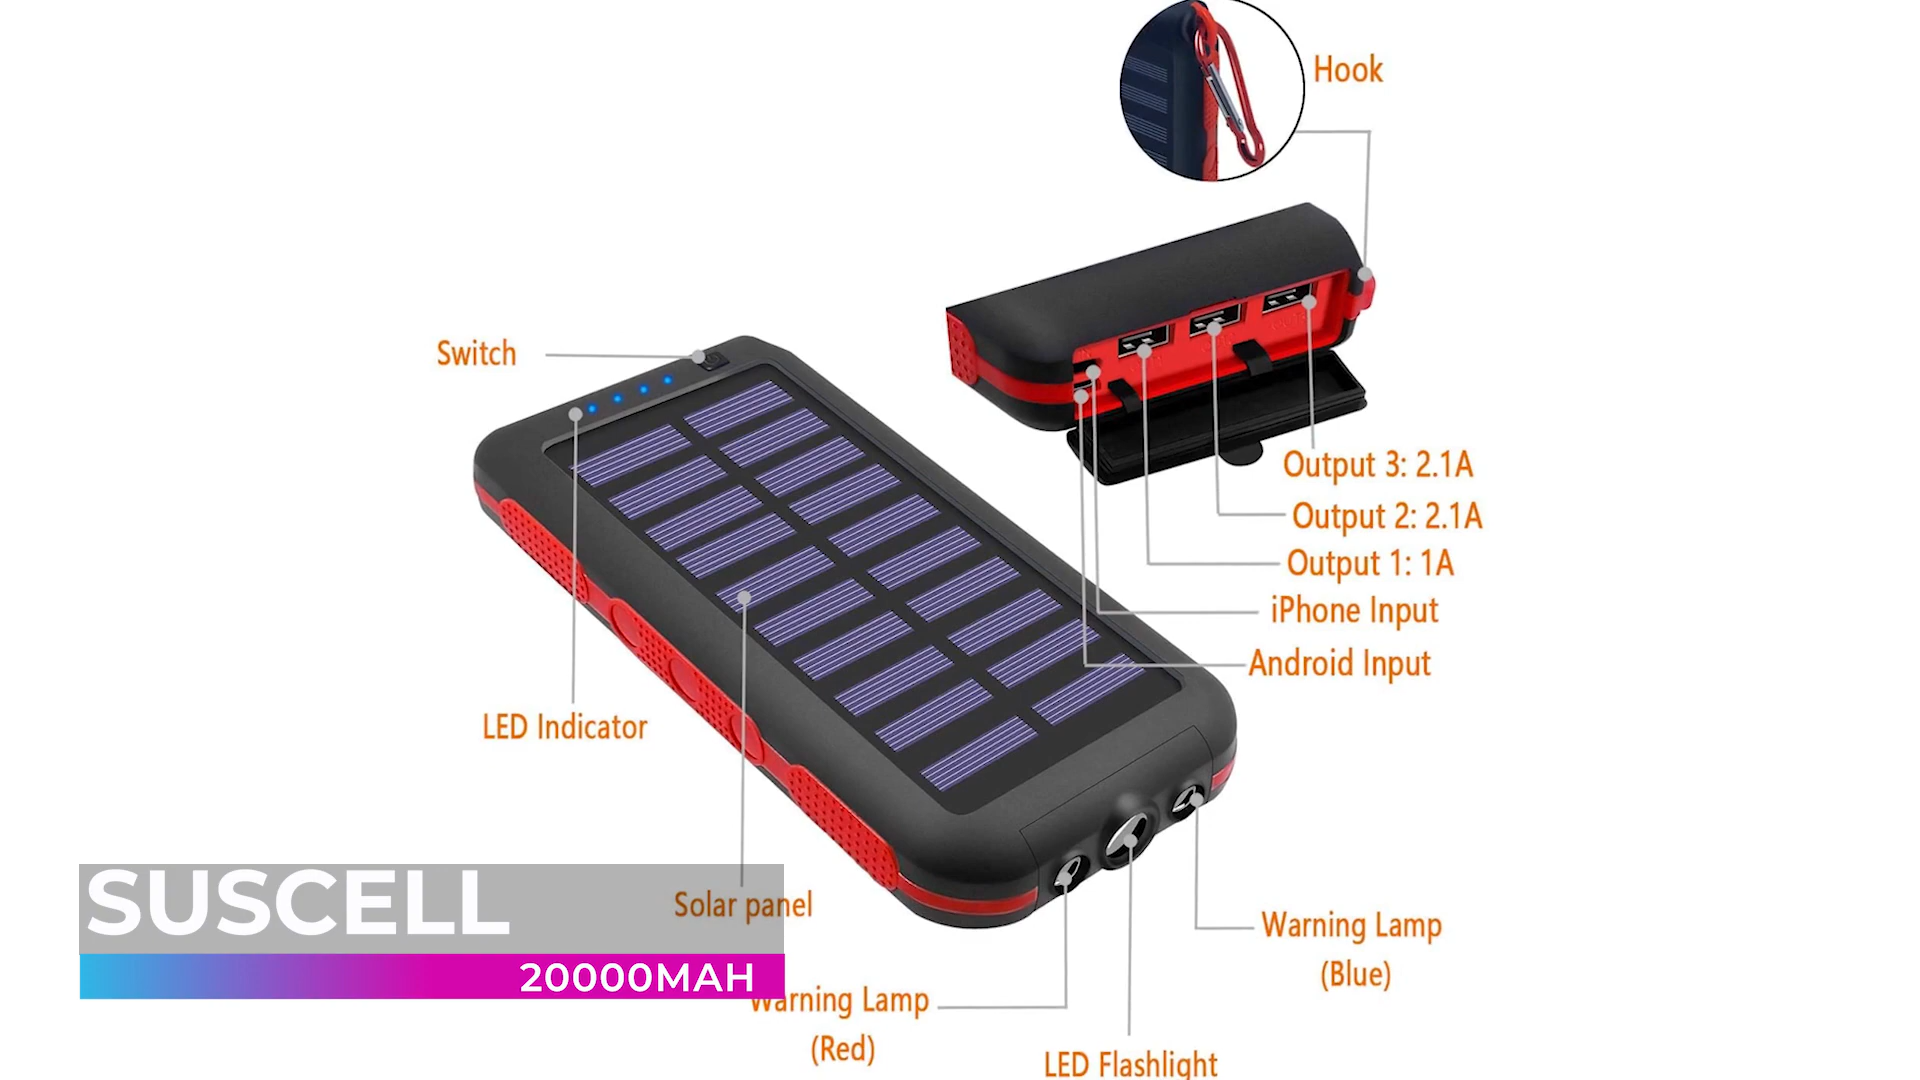 Hook
Switch
Output 3: 2.1A
Output 2: 2.1A
Output 1: 1A
iPhone Input
Android Input
LED Indicator
SUSCELL
Solar panel
20000MAH
Warning Lamp
(Blue)
Warning Lamp
(Red)
LED Flashlight